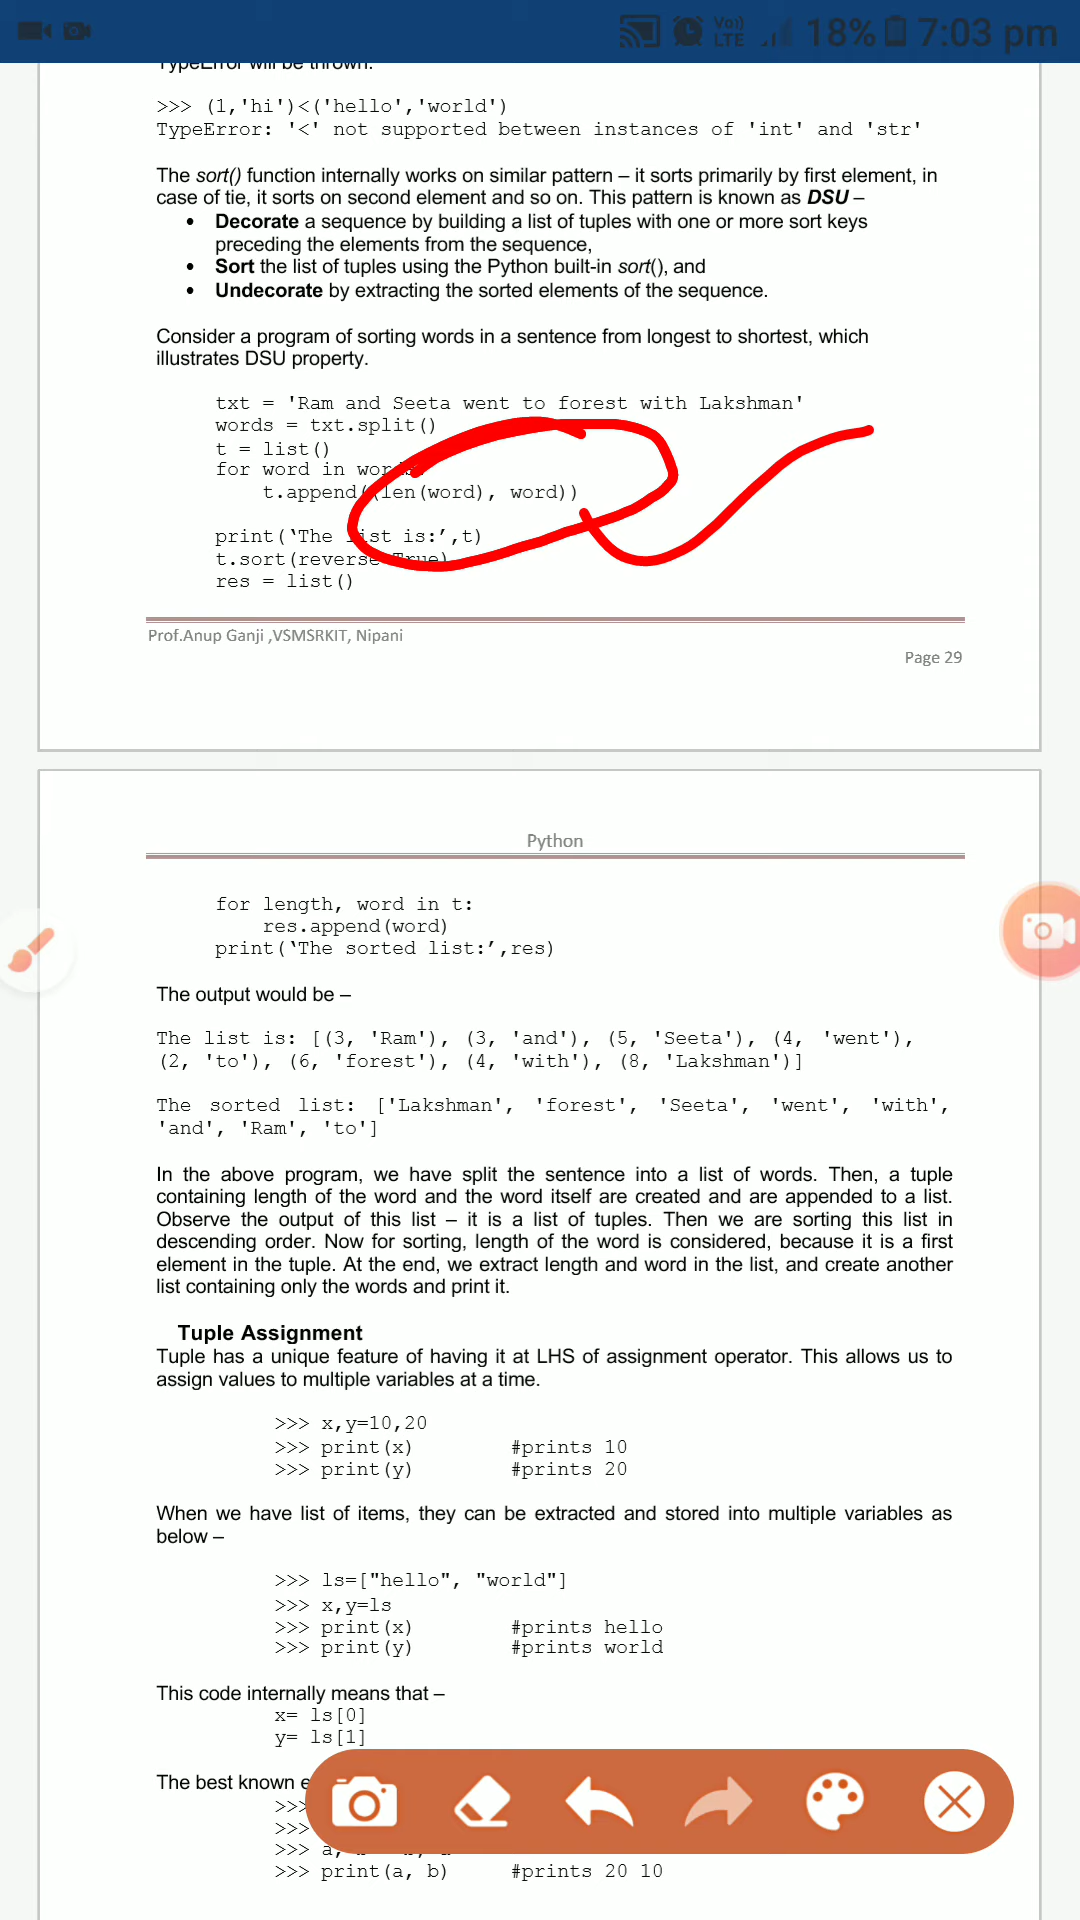 Vo)) LTE 18% 7:03 pm
TypeError will be thrown.
>>> (1,'hi')<('hello','world')
TypeError: '<' not supported between instances of 'int' and 'str'
The sort() function internally works on similar pattern – it sorts primarily by first element, in
case of tie, it sorts on second element and so on. This pattern is known as DSU –
• Decorate a sequence by building a list of tuples with one or more sort keys
preceding the elements from the sequence,
• Sort the list of tuples using the Python built-in sort(), and
• Undecorate by extracting the sorted elements of the sequence.
Consider a program of sorting words in a sentence from longest to shortest, which
illustrates DSU property.
txt = 'Ram and Seeta went to forest with Lakshman'
words = txt.split()
t = list()
for word in words:
t.append((len(word), word))
print(‘The list is:’,t)
t.sort(reverse=True)
res = list()
Prof.Anup Ganji ,VSMSRKIT, Nipani
Page 29
Python
for length, word in t:
res.append(word)
print(‘The sorted list:’,res)
The output would be –
The list is: [(3, 'Ram'), (3, 'and'), (5, 'Seeta'), (4, 'went'),
(2, 'to'), (6, 'forest'), (4, 'with'), (8, 'Lakshman')]
The sorted list: ['Lakshman', 'forest', 'Seeta', 'went', 'with',
'and', 'Ram', 'to']
In the above program, we have split the sentence into a list of words. Then, a tuple
containing length of the word and the word itself are created and are appended to a list.
Observe the output of this list – it is a list of tuples. Then we are sorting this list in
descending order. Now for sorting, length of the word is considered, because it is a first
element in the tuple. At the end, we extract length and word in the list, and create another
list containing only the words and print it.
Tuple Assignment
Tuple has a unique feature of having it at LHS of assignment operator. This allows us to
assign values to multiple variables at a time.
>>> x,y=10,20
>>> print(x) #prints 10
>>> print(y) #prints 20
When we have list of items, they can be extracted and stored into multiple variables as
below –
>>> ls=["hello", "world"]
>>> x,y=ls
>>> print(x) #prints hello
>>> print(y) #prints world
This code internally means that –
x= ls[0]
y= ls[1]
The best known
>>>
>>>
>>> a,
>>> print(a, b) #prints 20 10